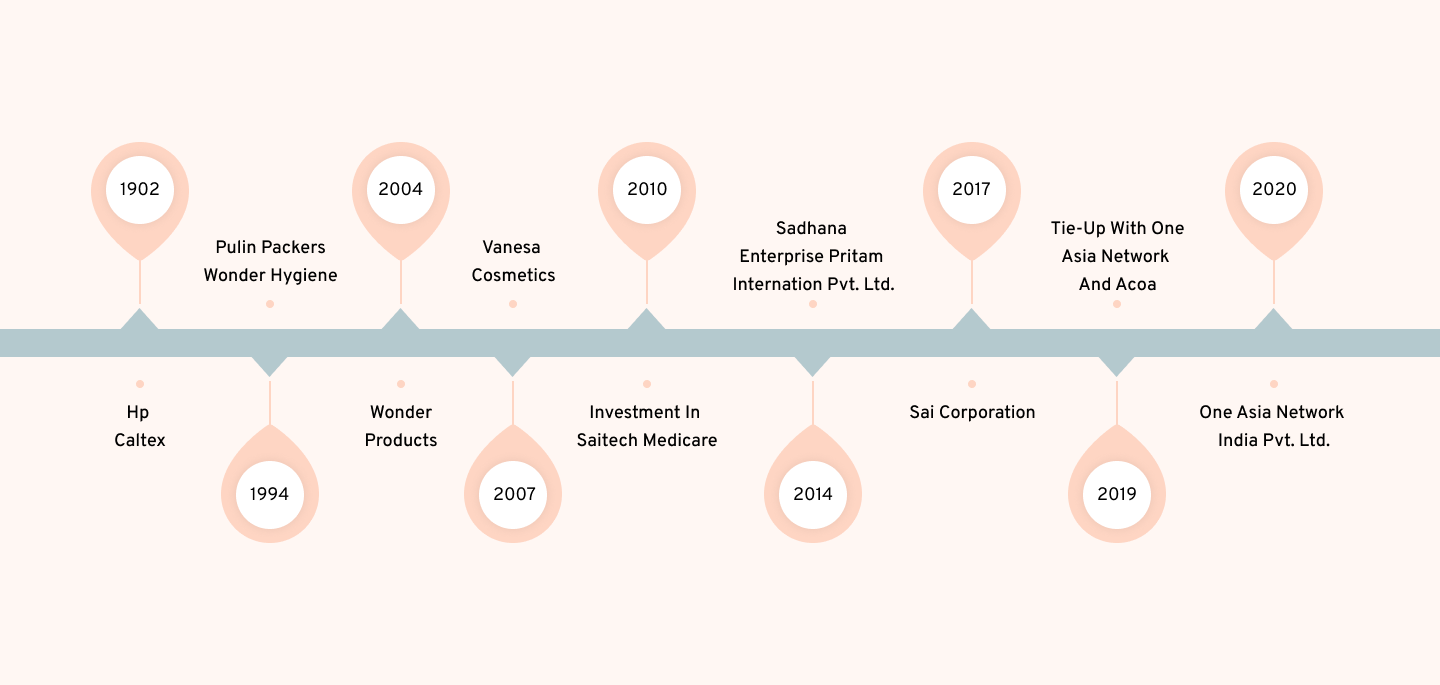 1902
Hp
Caltex
Pulin Packers
Wonder Hygiene
1994
2004
Wonder
Products
Vanesa
Cosmetics
2007
2010
Investment In
Saitech Medicare
Sadhana
Enterprise Pritam
Internation Pvt. Ltd.
2014
2017
Sai Corporation
Tie-Up With One
Asia Network
And Acoa
2019
2020
One Asia Network
India Pvt. Ltd.